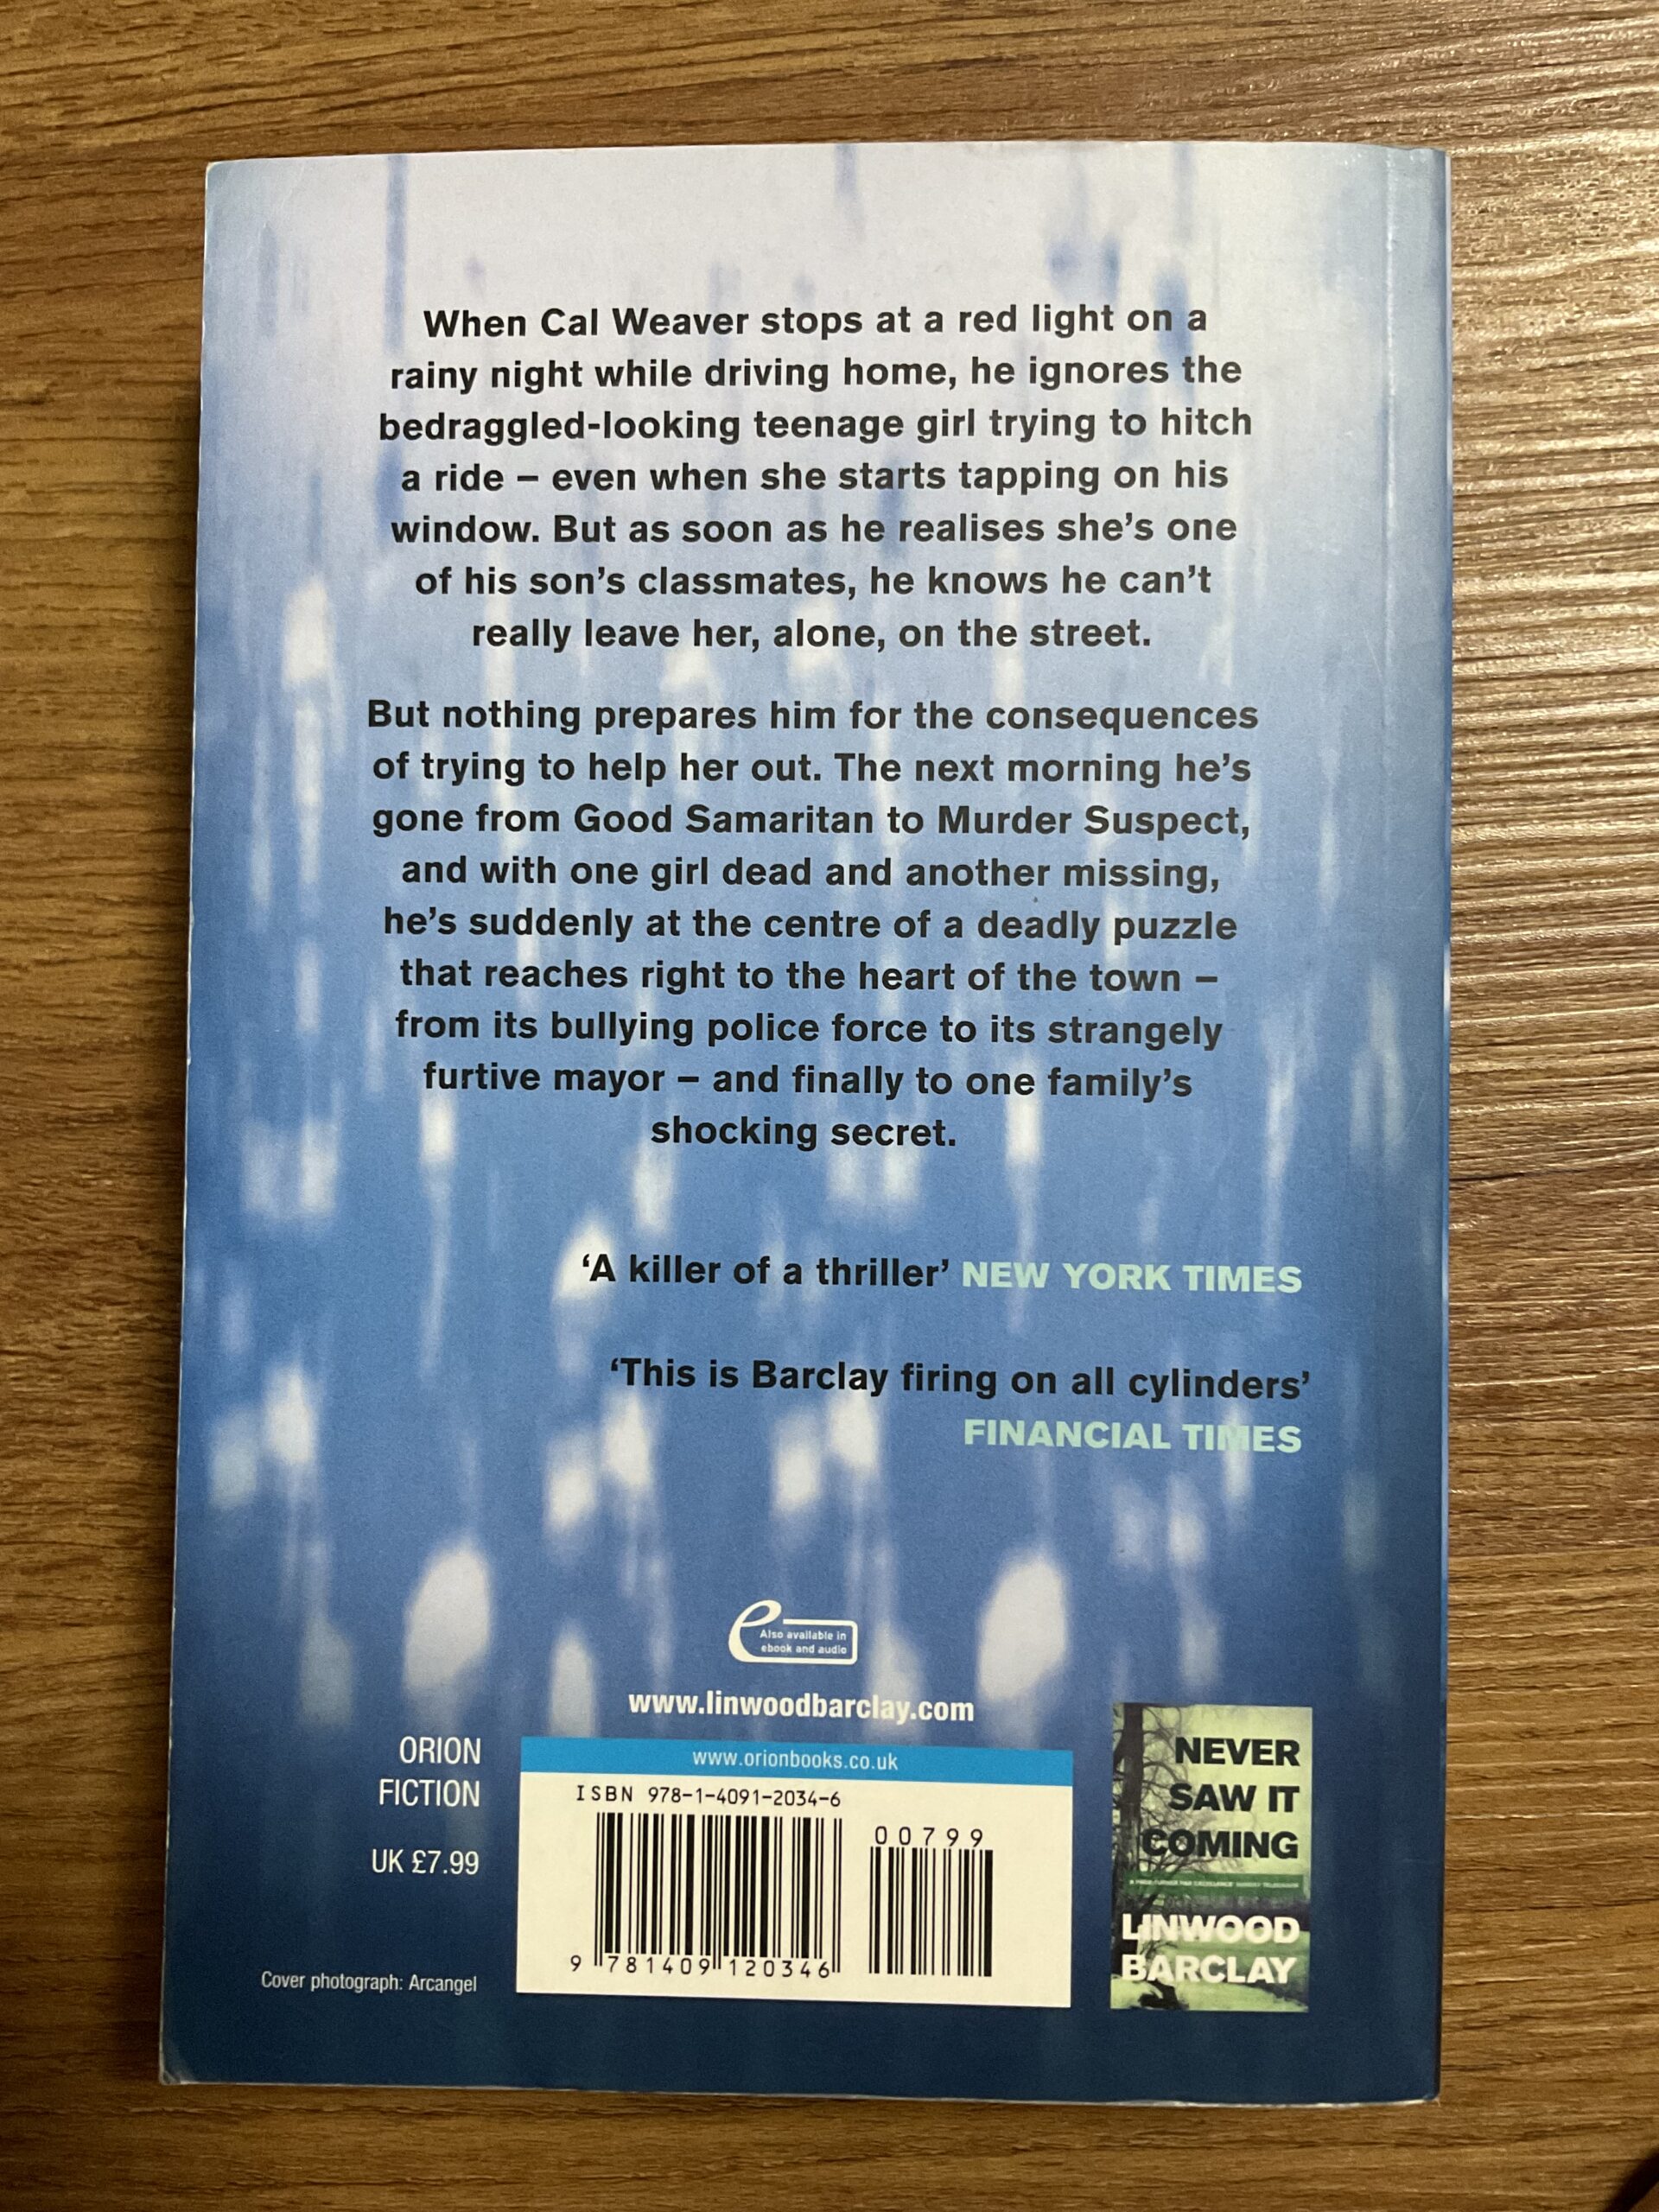 When Cal Weaver stops at a red light on a
rainy night while driving home, he ignores the
bedraggled-looking teenage girl trying to hitch
a ride – even when she starts tapping on his
window. But as soon as he realises she’s one
of his son’s classmates, he knows he can’t
really leave her, alone, on the street.
But nothing prepares him for the consequences
of trying to help her out. The next morning he’s
gone from Good Samaritan to Murder Suspect,
and with one girl dead and another missing,
he’s suddenly at the centre of a deadly puzzle
that reaches right to the heart of the town –
from its bullying police force to its strangely
furtive mayor – and finally to one family’s
shocking secret.
‘A killer of a thriller’ NEW YORK TIMES
‘This is Barclay firing on all cylinders’
FINANCIAL TIMES
e
Also available in
ebook and audio
www.linwoodbarclay.com
ORION
FICTION
UK £7.99
Cover photograph: Arcangel
www.orionbooks.co.uk
ISBN 978-1-4091-2034-6
00799
9 781409 120346
NEVER
SAW IT
COMING
LINWOOD
BARCLAY